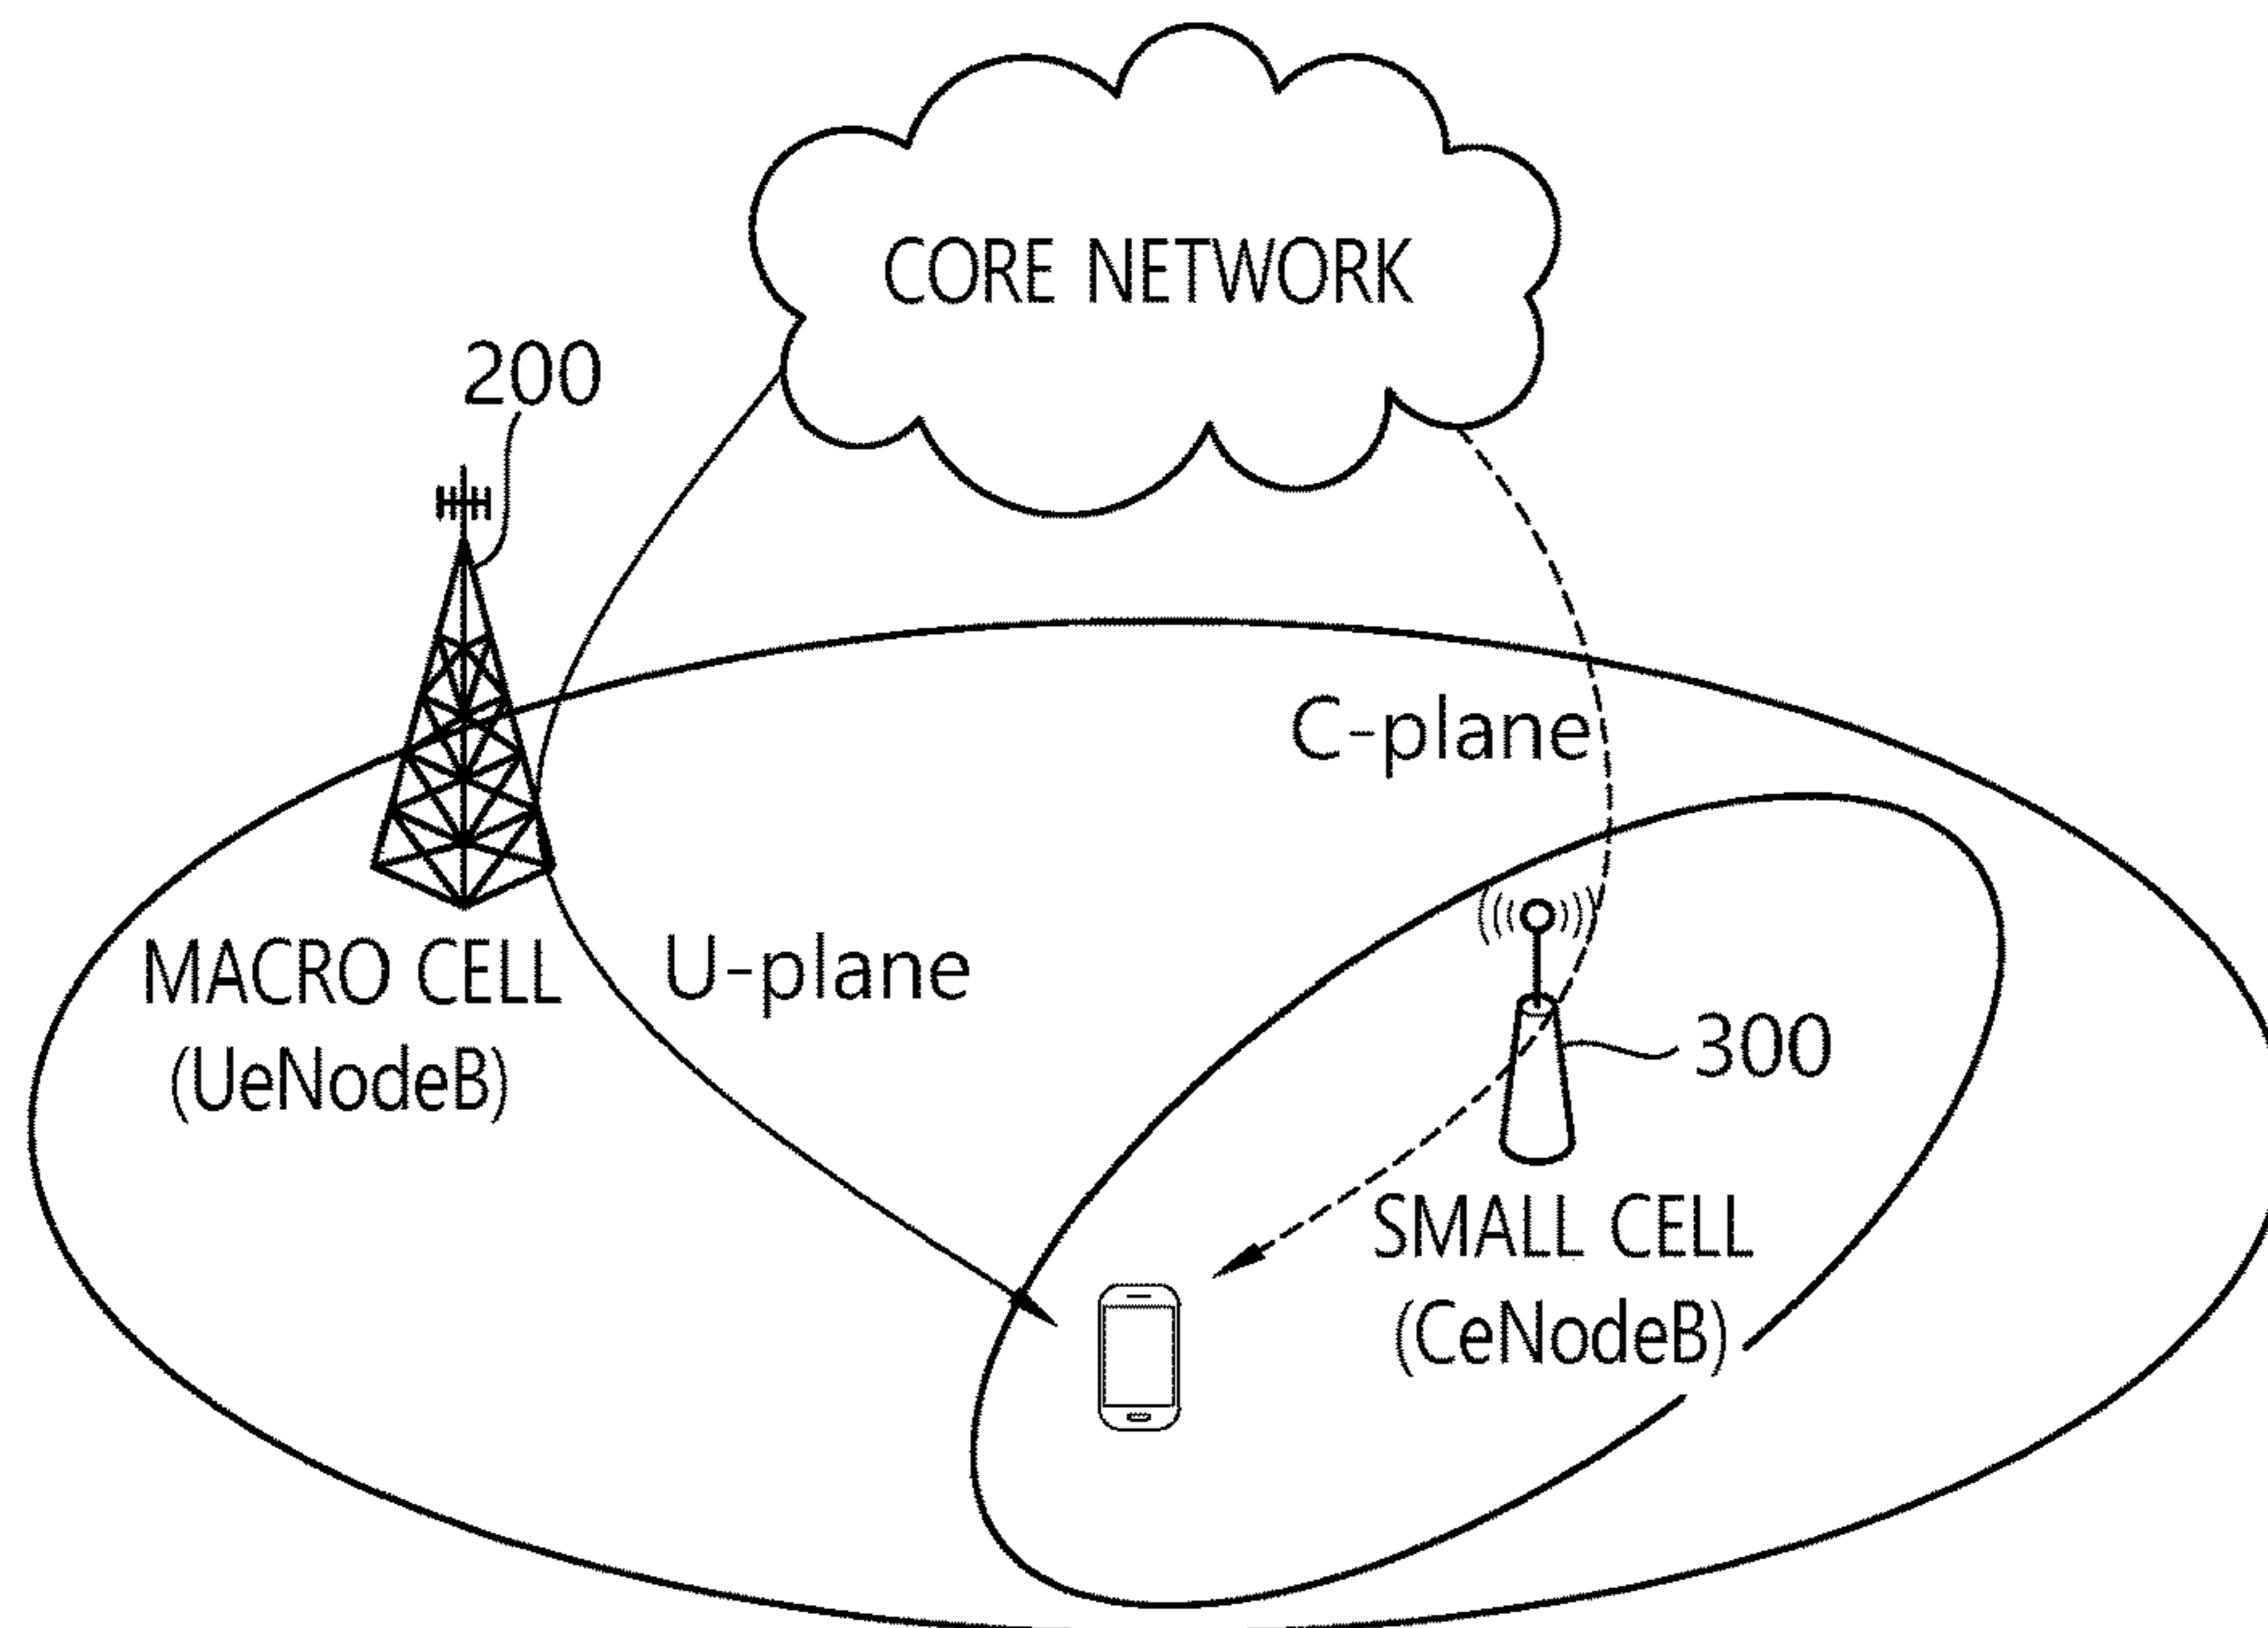 CORE NETWORK
200
C-plane
U-plane
MACRO CELL
(UeNodeB)
300
SMALL CELL
(CeNodeB)